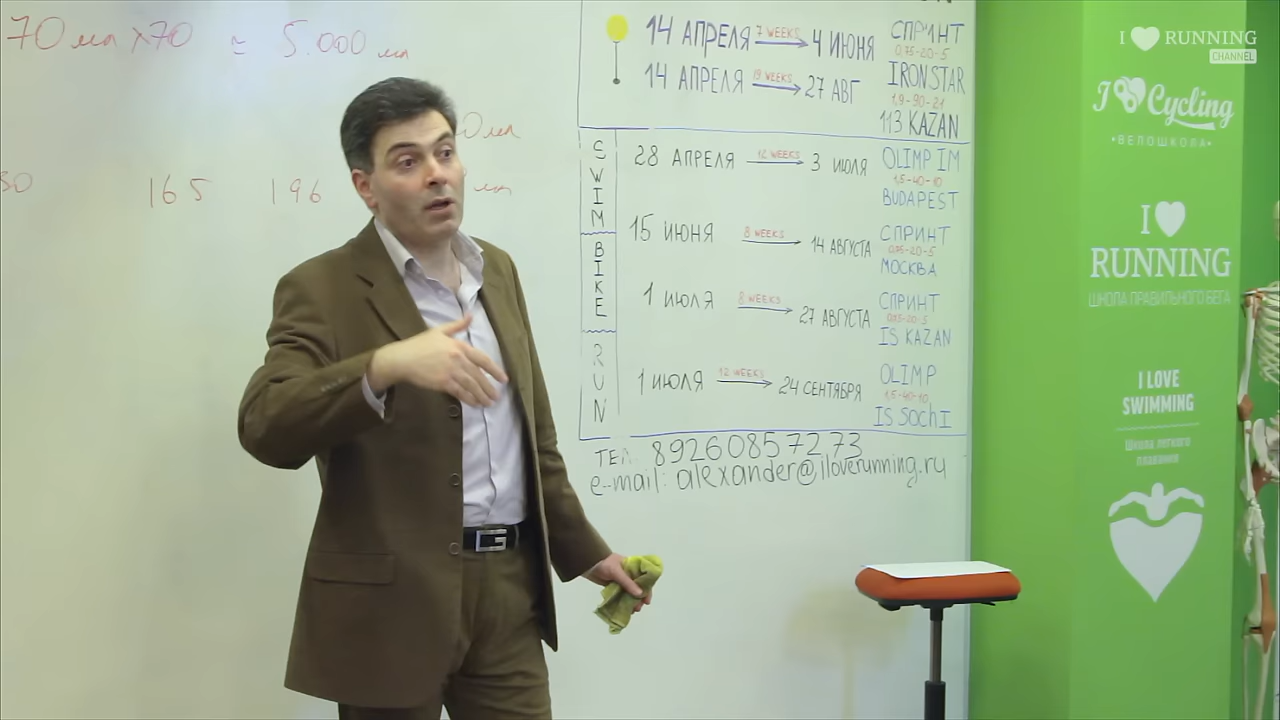 70 мл x70 ≈ 5.000 мл
0 мл
165 196 мл
14 АПРЕЛЯ 7 WEEKS 4 ИЮНЯ СПРИНТ
0,75-20-5
14 АПРЕЛЯ 19 WEEKS 27 АВГ IRONSTAR
1,9-90-21
113 KAZAN
SWIM
BIKE
RUN
28 АПРЕЛЯ 12 WEEKS 3 ИЮЛЯ OLIMP IM
1,5-40-10
BUDAPEST
15 ИЮНЯ 8 WEEKS 14 АВГУСТА СПРИНТ
0,75-20-5
МОСКВА
1 ИЮЛЯ 8 WEEKS 27 АВГУСТА СПРИНТ
0,75-20-5
IS KAZAN
1 ИЮЛЯ 12 WEEKS 24 СЕНТЯБРЯ OLIMP
1,5-40-10
IS SOCHI
ТЕЛ. 89260857273
e-mail: alexander@iloverunning.ru
I RUNNING
CHANNEL
I Cycling
•ВЕЛОШКОЛА•
I
RUNNING
ШКОЛА ПРАВИЛЬНОГО БЕГА
I LOVE
SWIMMING
Школа легкого
плавания
G